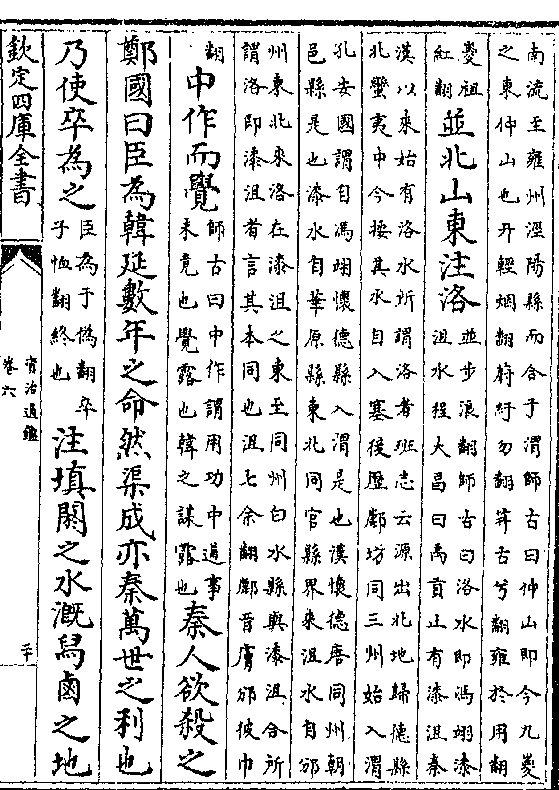 南流至雍州涇陽縣而合于渭師古曰仲山即今九嵏
之東仲山也丹輕烟翻蔚紆勿翻筓古兮翻雍於用翻
嵏祖
紅翻
並北山東注洛
並步浪翻師古曰洛水即馮翊漆
沮水程大昌曰禹貢止有漆沮秦
漢以來始有洛水所謂洛者班志云源出北地歸德縣
北蠻夷中今按其水自入塞後歷鄜坊同三州始入渭
孔安國謂自馮翊懷德縣入渭是也漢懷德唐同州朝
邑縣是也漆水自華原縣東北同官縣界來沮水自邠
州東北來洛在漆沮之東至同州白水縣與漆沮合所
謂洛即漆沮者言其本同也沮七余翻鄜音膚邠彼巾
翻
中作而覺
師古曰中作謂用功中道事
未竟也覺露也韓之謀露也
秦人欲殺之
鄭國曰臣為韓延數年之命然渠成亦秦萬世之利也
乃使卒為之
臣為于偽翻卒
子恤翻終也
注填閼之水溉舄鹵之地
欽定四庫全書
資治通鑑
卷六
二十